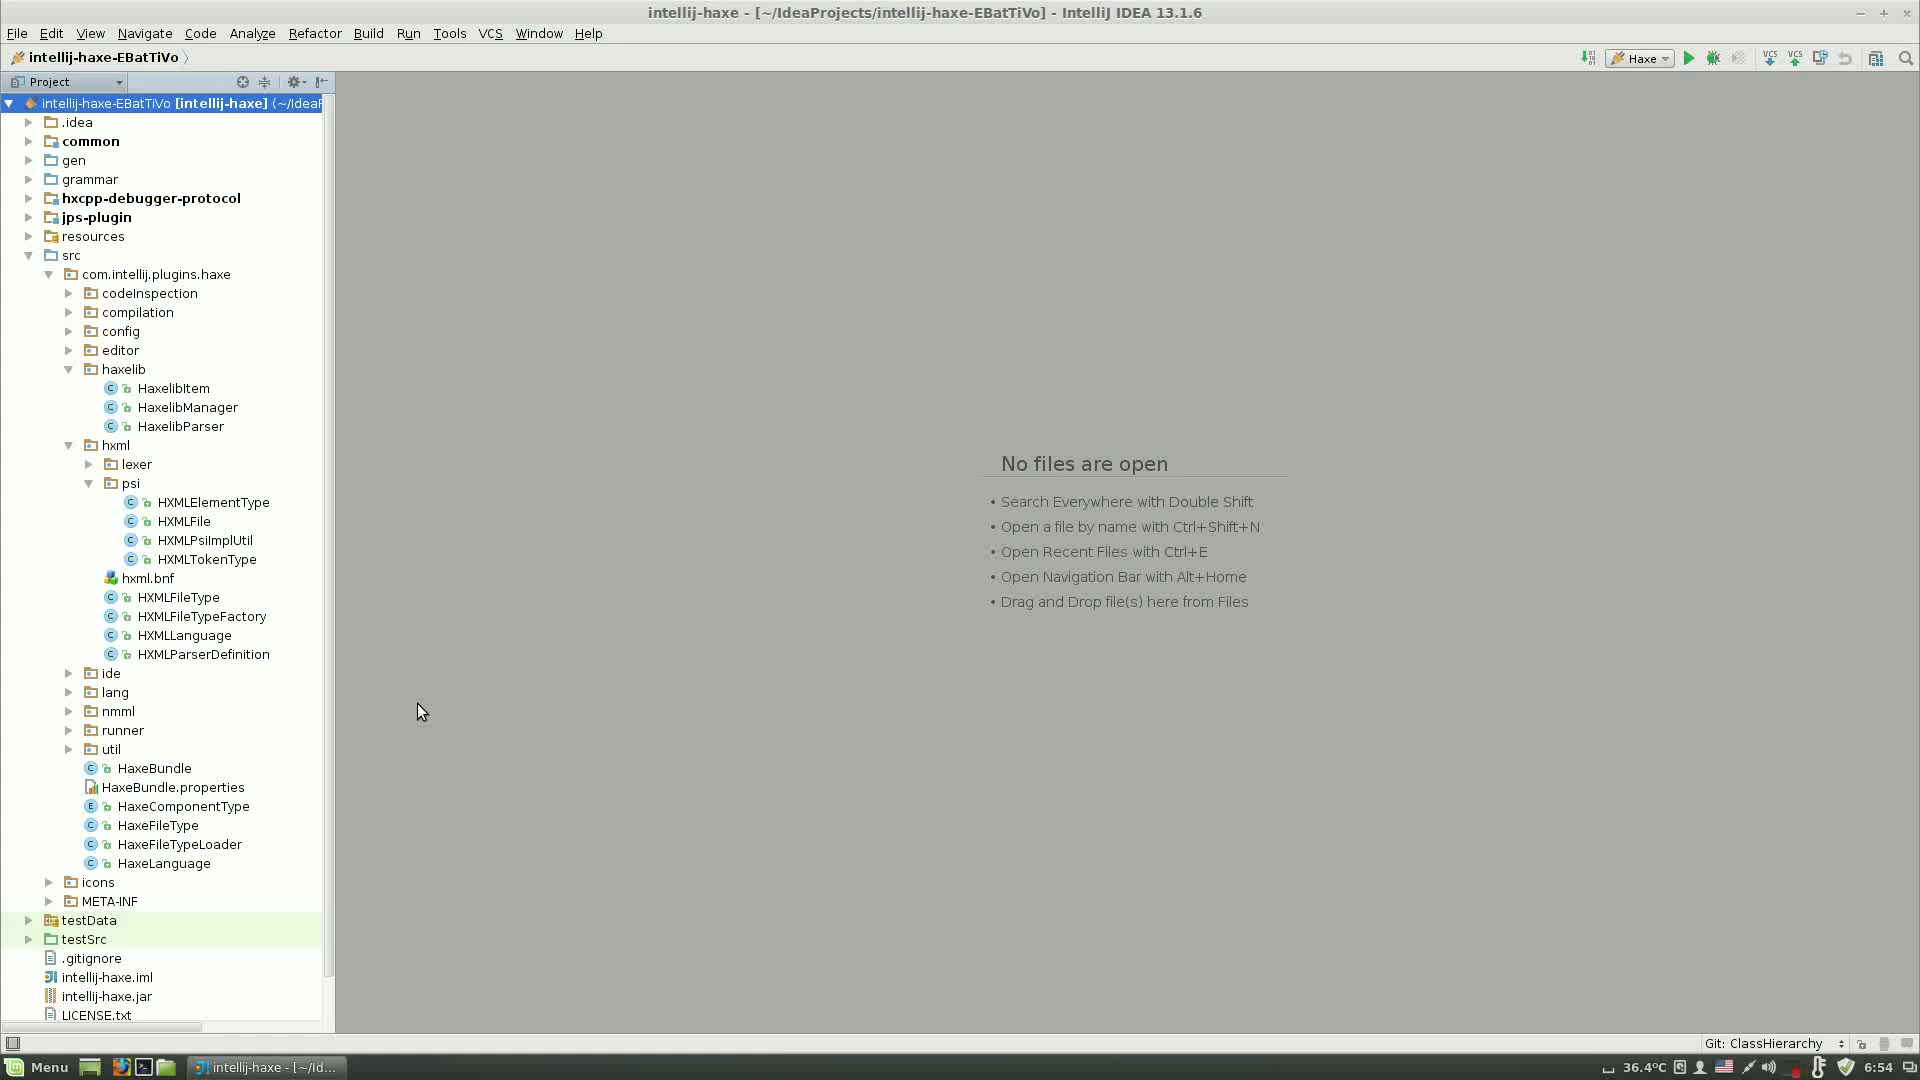 intellij-haxe - [~/IdeaProjects/intellij-haxe-EBatTiVo] - IntelliJ IDEA 13.1.6
File Edit View Navigate Code Analyze Refactor Build Run Tools VCS Window Help
intellij-haxe-EBatTiVo
Haxe
VCS VCS
Project
intellij-haxe-EBatTiVo [intellij-haxe] (~/IdeaP
.idea
common
gen
grammar
hxcpp-debugger-protocol
jps-plugin
resources
src
com.intellij.plugins.haxe
codeInspection
compilation
config
editor
haxelib
HaxelibItem
HaxelibManager
HaxelibParser
hxml
lexer
psi
HXMLElementType
HXMLFile
HXMLPsiImplUtil
HXMLTokenType
hxml.bnf
HXMLFileType
HXMLFileTypeFactory
HXMLLanguage
HXMLParserDefinition
ide
lang
nmml
runner
util
HaxeBundle
HaxeBundle.properties
HaxeComponentType
HaxeFileType
HaxeFileTypeLoader
HaxeLanguage
icons
META-INF
testData
testSrc
.gitignore
intellij-haxe.iml
intellij-haxe.jar
LICENSE.txt
No files are open
• Search Everywhere with Double Shift
• Open a file by name with Ctrl+Shift+N
• Open Recent Files with Ctrl+E
• Open Navigation Bar with Alt+Home
• Drag and Drop file(s) here from Files
Git: ClassHierarchy
Menu
intellij-haxe - [~/Id...
36.4°C
6:54